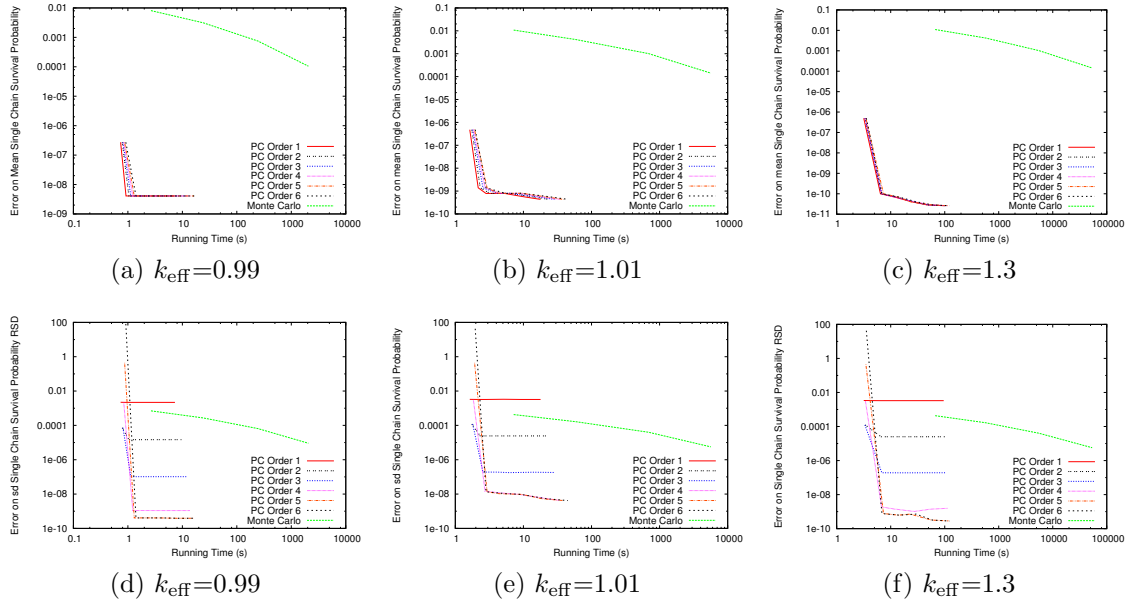 Error on Mean Single Chain Survival Probability
0.01
0.001
0.0001
1e-05
1e-06
1e-07
1e-08
1e-09
0.1
1
10
100
1000
10000
Running Time (s)
PC Order 1
PC Order 2
PC Order 3
PC Order 4
PC Order 5
PC Order 6
Monte Carlo
(a) k_eff=0.99
Error on mean Single Chain Survival Probability
0.1
0.01
0.001
0.0001
1e-05
1e-06
1e-07
1e-08
1e-09
1e-10
0.1
1
10
100
1000
10000
Running Time (s)
PC Order 1
PC Order 2
PC Order 3
PC Order 4
PC Order 5
PC Order 6
Monte Carlo
(b) k_eff=1.01
Error on mean Single Chain Survival Probability
0.1
0.01
0.001
0.0001
1e-05
1e-06
1e-07
1e-08
1e-09
1e-10
1e-11
1
10
100
1000
10000
100000
Running Time (s)
PC Order 1
PC Order 2
PC Order 3
PC Order 4
PC Order 5
PC Order 6
Monte Carlo
(c) k_eff=1.3
Error on sd Single Chain Survival Probability RSD
100
1
0.01
0.0001
1e-06
1e-08
1e-10
0.1
1
10
100
1000
10000
Running Time (s)
PC Order 1
PC Order 2
PC Order 3
PC Order 4
PC Order 5
PC Order 6
Monte Carlo
(d) k_eff=0.99
Error on sd Single Chain Survival Probability
100
1
0.01
0.0001
1e-06
1e-08
1e-10
0.1
1
10
100
1000
10000
Running Time (s)
PC Order 1
PC Order 2
PC Order 3
PC Order 4
PC Order 5
PC Order 6
Monte Carlo
(e) k_eff=1.01
Error on Single Chain Survival Probability RSD
100
1
0.01
0.0001
1e-06
1e-08
1e-10
1
10
100
1000
10000
100000
Running Time (s)
PC Order 1
PC Order 2
PC Order 3
PC Order 4
PC Order 5
PC Order 6
Monte Carlo
(f) k_eff=1.3